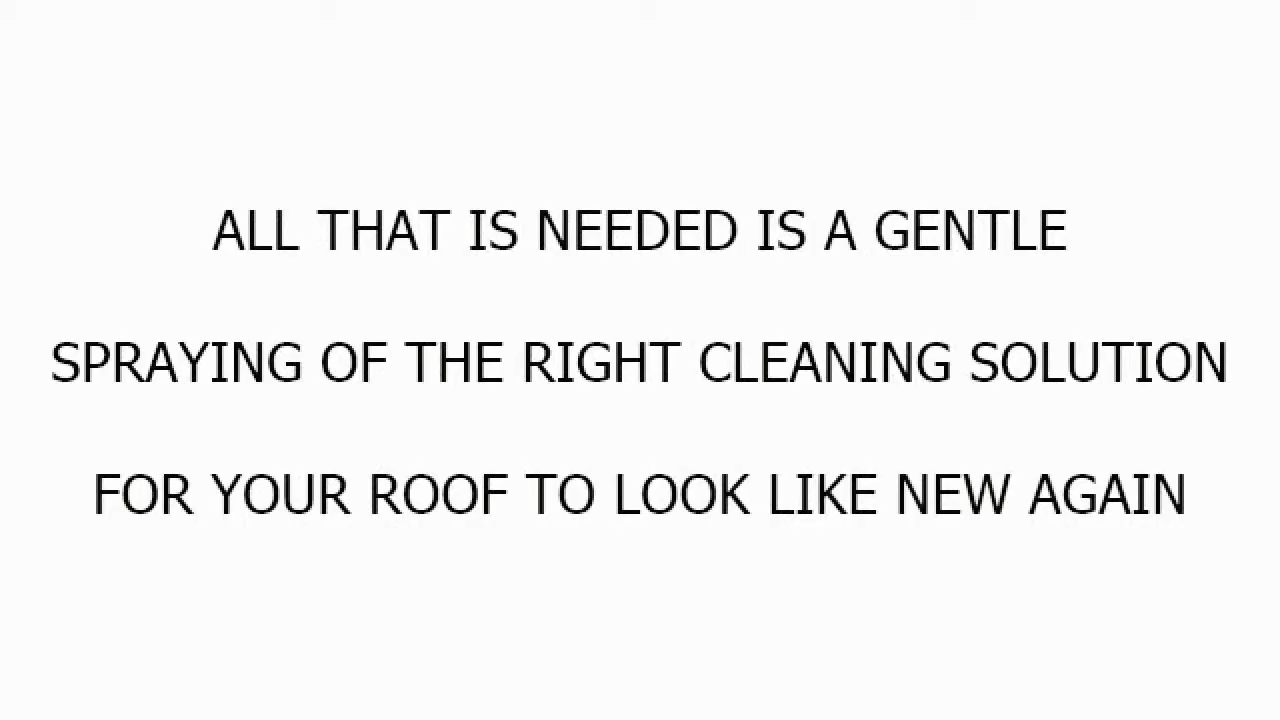 ALL THAT IS NEEDED IS A GENTLE
SPRAYING OF THE RIGHT CLEANING SOLUTION
FOR YOUR ROOF TO LOOK LIKE NEW AGAIN